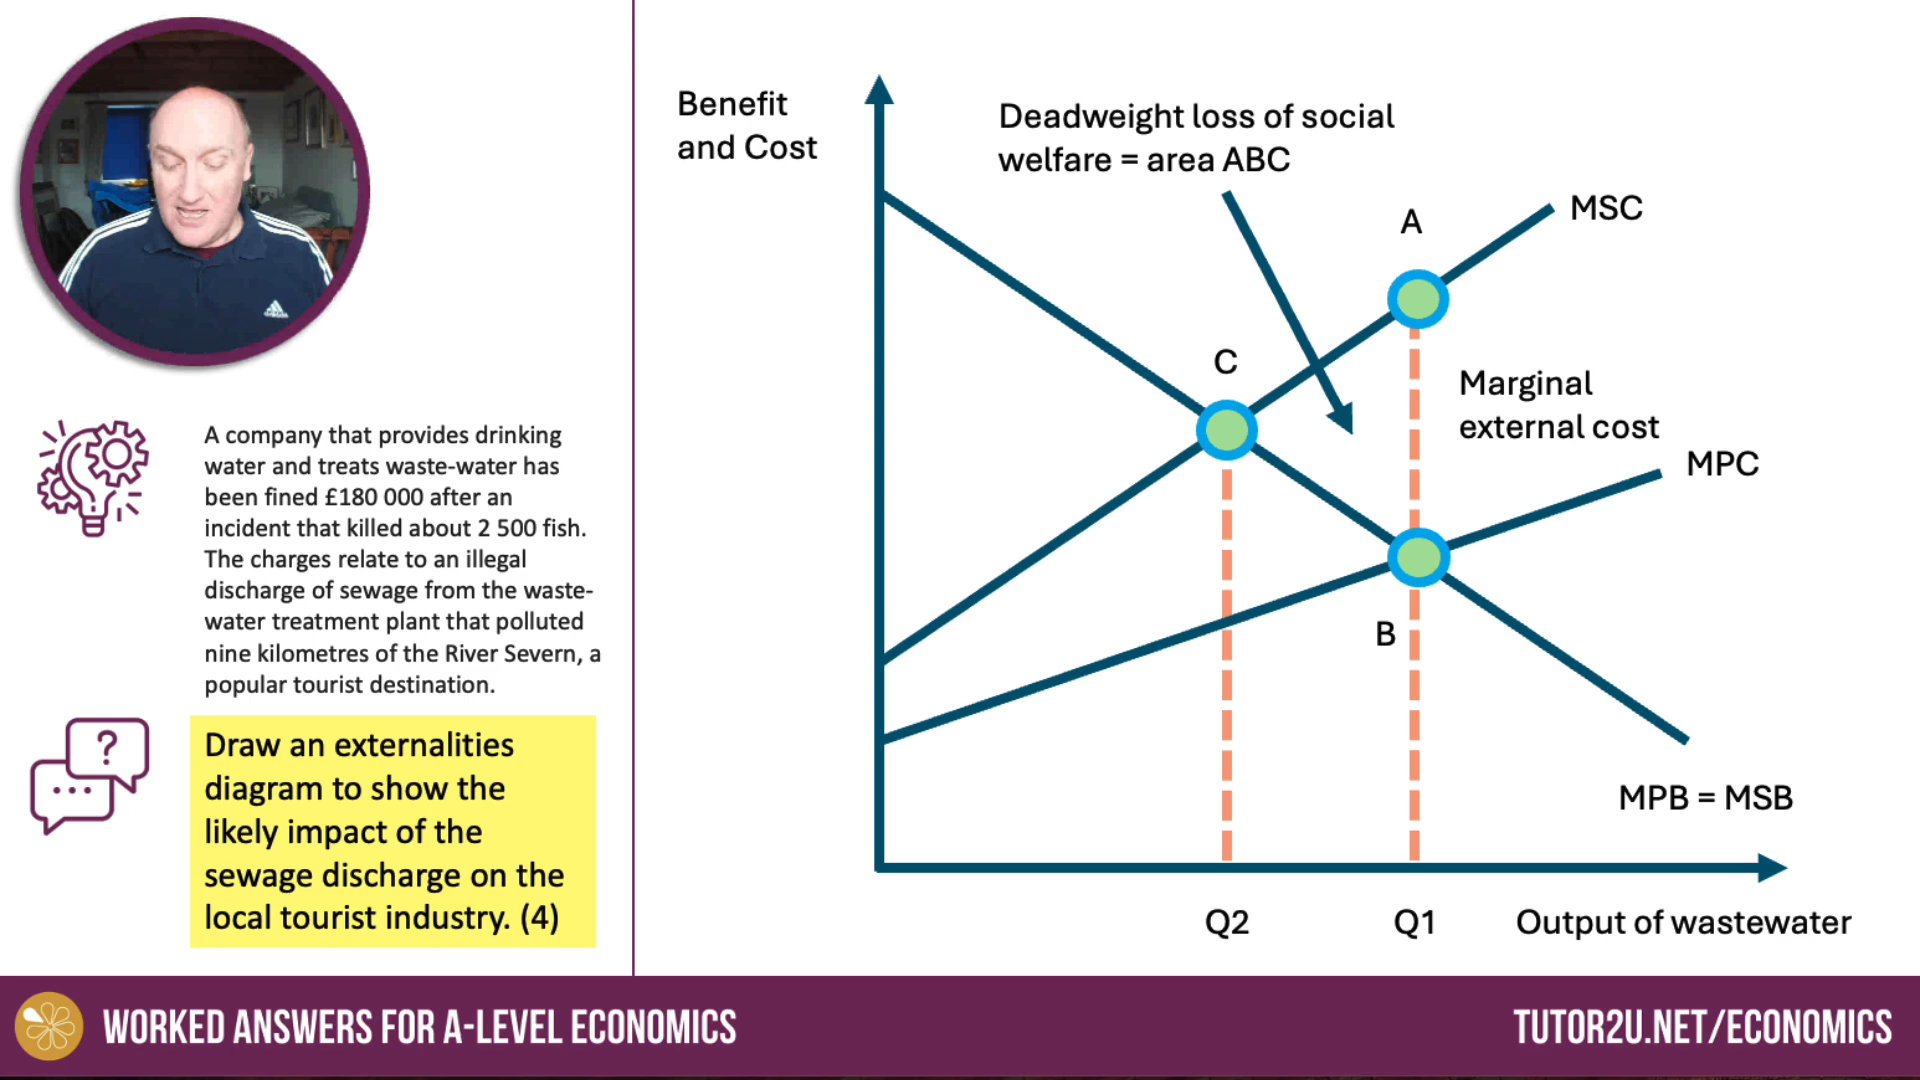 A company that provides drinking
water and treats waste-water has
been fined £180 000 after an
incident that killed about 2 500 fish.
The charges relate to an illegal
discharge of sewage from the waste-
water treatment plant that polluted
nine kilometres of the River Severn, a
popular tourist destination.
?
Draw an externalities
diagram to show the
likely impact of the
sewage discharge on the
local tourist industry. (4)
Benefit
and Cost
Deadweight loss of social
welfare = area ABC
MSC
A
C
Marginal
external cost
MPC
B
MPB = MSB
Q2
Q1
Output of wastewater
WORKED ANSWERS FOR A-LEVEL ECONOMICS
TUTOR2U.NET/ECONOMICS